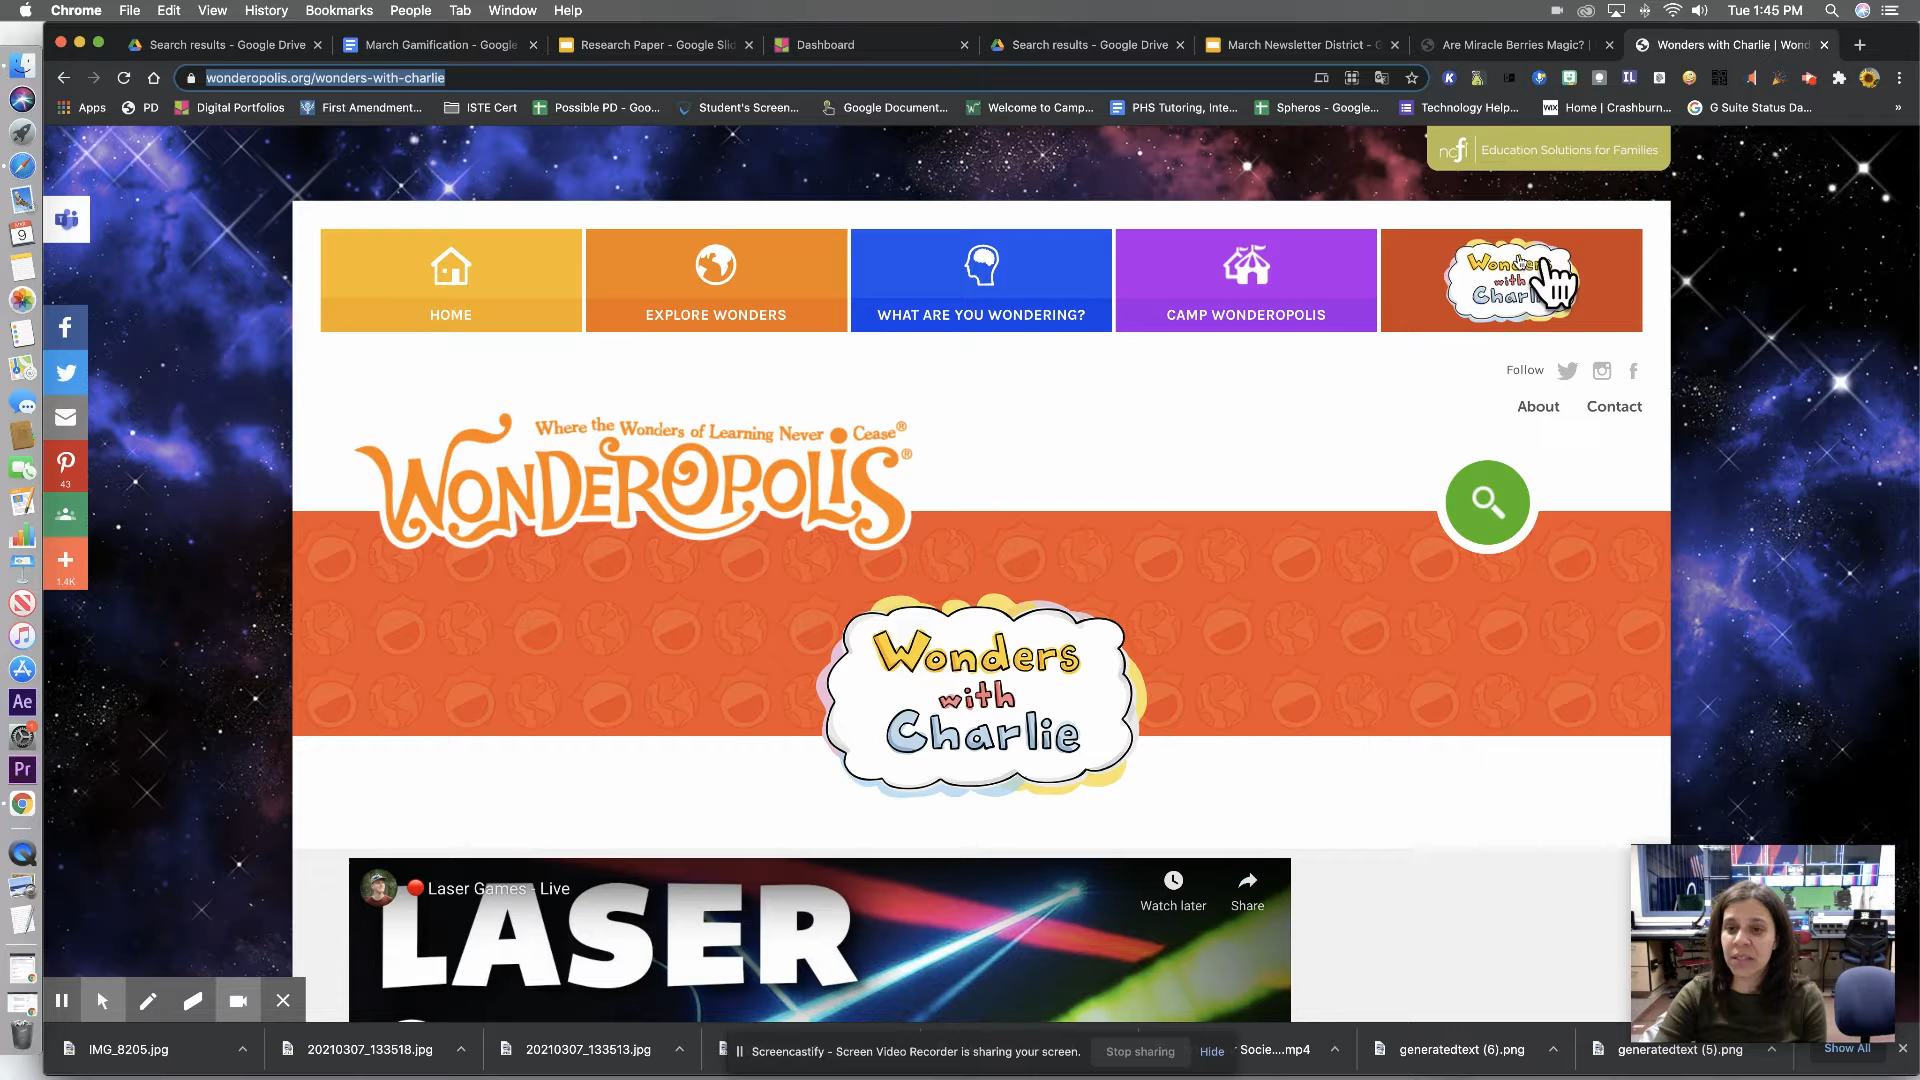 Chrome File Edit View History Bookmarks People Tab Window Help
Tue 1:45 PM
Search results - Google Drive
March Gamification - Google
Research Paper - Google Slid
Dashboard
Search results - Google Drive
March Newsletter District - G
Are Miracle Berries Magic? |
Wonders with Charlie | Wond
wonderopolis.org/wonders-with-charlie
Apps
PD
Digital Portfolios
First Amendment...
ISTE Cert
Possible PD - Goo...
Student's Screen...
Google Document...
Welcome to Camp...
PHS Tutoring, Inte...
Spheros - Google...
Technology Help...
Home | Crashburn...
G Suite Status Da...
»
ncfl Education Solutions for Families
HOME
EXPLORE WONDERS
WHAT ARE YOU WONDERING?
CAMP WONDEROPOLIS
with
Follow
About Contact
Where the Wonders of Learning Never Cease®
WONDEROPOLIS®
43
1.4K
Wonders
with
Charlie
Laser Games - Live
Watch later
Share
LASER
9
Ae
Pr
IMG_8205.jpg
20210307_133518.jpg
20210307_133513.jpg
Screencastify - Screen Video Recorder is sharing your screen.
Stop sharing
Hide
Socie....mp4
generatedtext (6).png
generatedtext (5).png
Show All